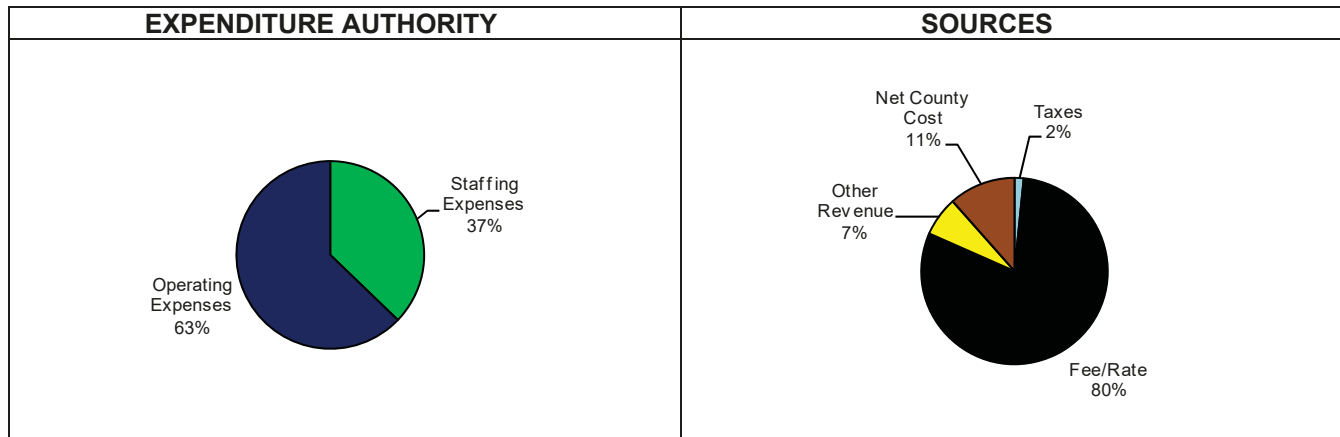 EXPENDITURE AUTHORITY
Staffing
Expenses
37%
Operating
Expenses
63%
SOURCES
Net County
Cost
11%
Taxes
2%
Other
Revenue
7%
Fee/Rate
80%